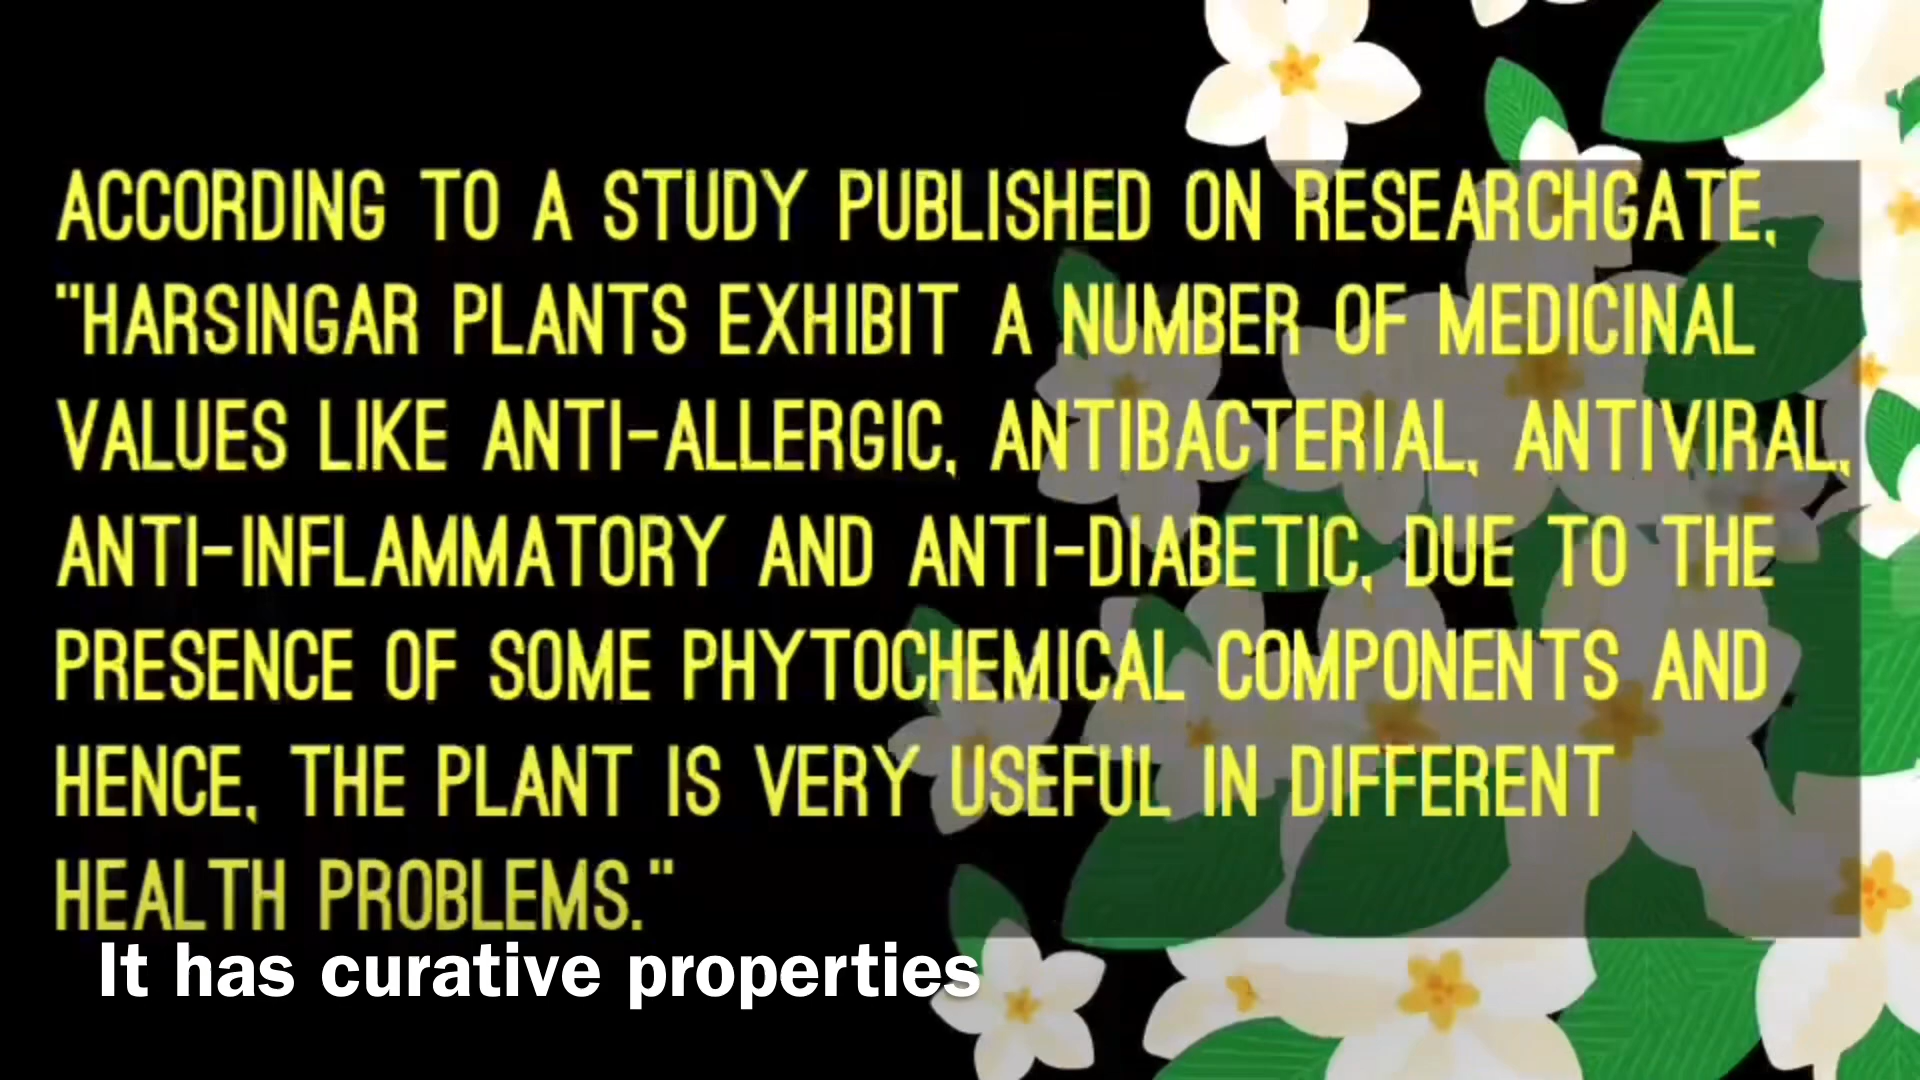 ACCORDING TO A STUDY PUBLISHED ON RESEARCHGATE,
"HARSINGAR PLANTS EXHIBIT A NUMBER OF MEDICINAL
VALUES LIKE ANTI-ALLERGIC, ANTIBACTERIAL, ANTIVIRAL,
ANTI-INFLAMMATORY AND ANTI-DIABETIC, DUE TO THE
PRESENCE OF SOME PHYTOCHEMICAL COMPONENTS AND
HENCE, THE PLANT IS VERY USEFUL IN DIFFERENT
HEALTH PROBLEMS."
It has curative properties